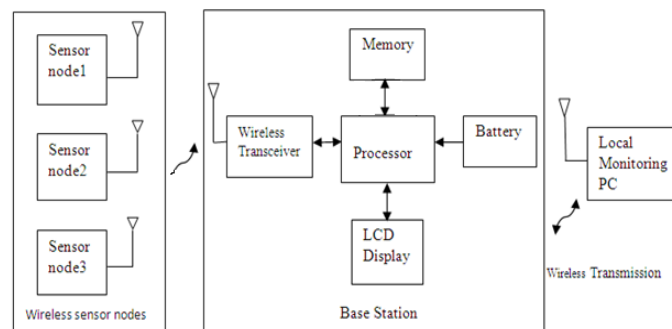 Sensor
node1
Sensor
node2
Sensor
node3
Wireless sensor nodes
Memory
Wireless
Transceiver
Processor
Battery
LCD
Display
Base Station
Local
Monitoring
PC
Wireless Transmission